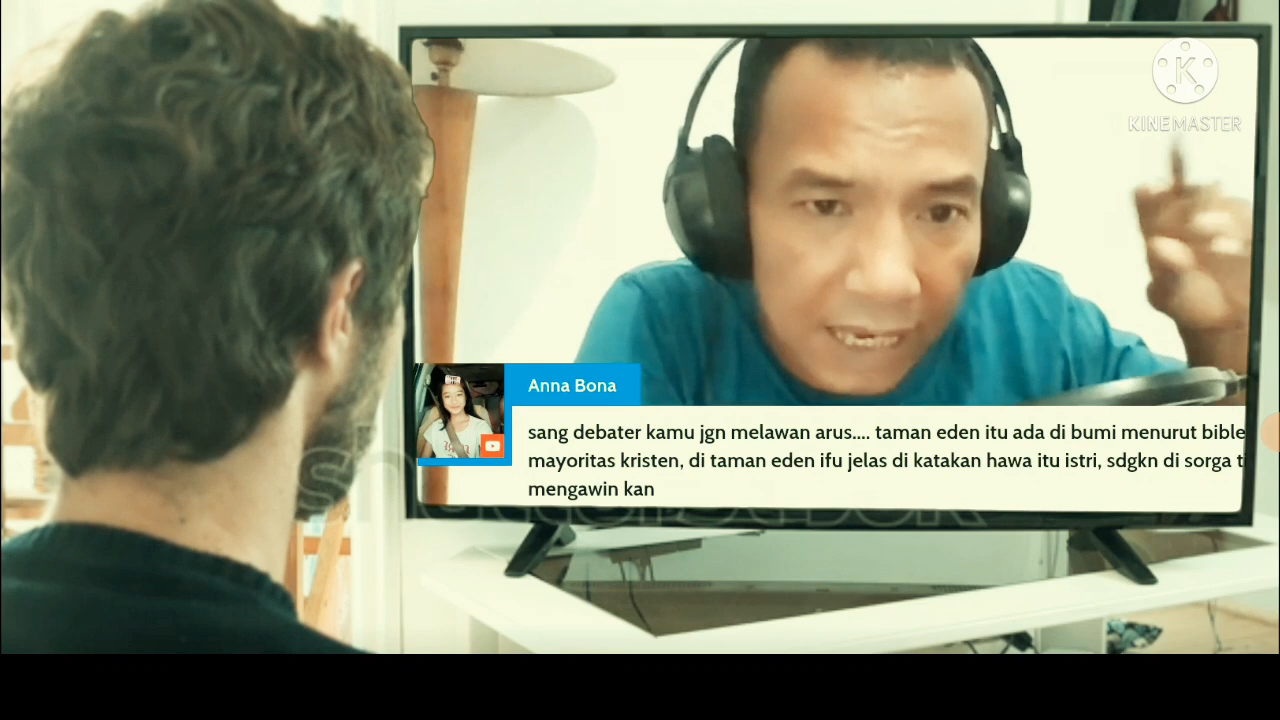 K
KINEMASTER
Anna Bona
sang debater kamu jgn melawan arus.... taman eden itu ada di bumi menurut bible
mayoritas kristen, di taman eden ifu jelas di katakan hawa itu istri, sdgkn di sorga t
mengawin kan